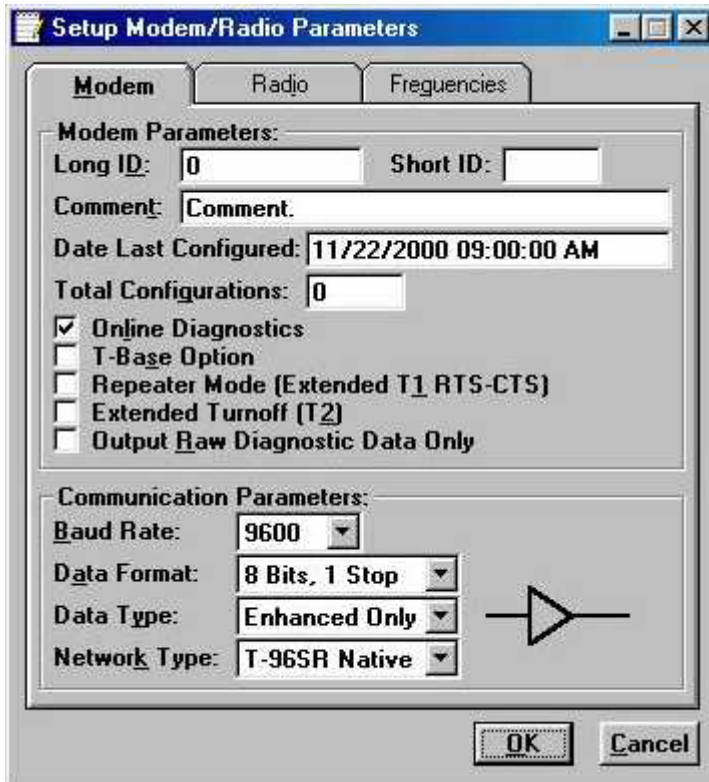 Setup Modem/Radio Parameters
Modem Radio Freguencies
Modem Parameters:
Long ID: 0 Short ID:
Comment: Comment.
Date Last Configured: 11/22/2000 09:00:00 AM
Total Configurations: 0
Online Diagnostics
T-Base Option
Repeater Mode (Extended T1 RTS-CTS)
Extended Turnoff (T2)
Output Raw Diagnostic Data Only
Communication Parameters:
Baud Rate: 9600
Data Format: 8 Bits, 1 Stop
Data Type: Enhanced Only
Network Type: T-96SR Native
OK Cancel